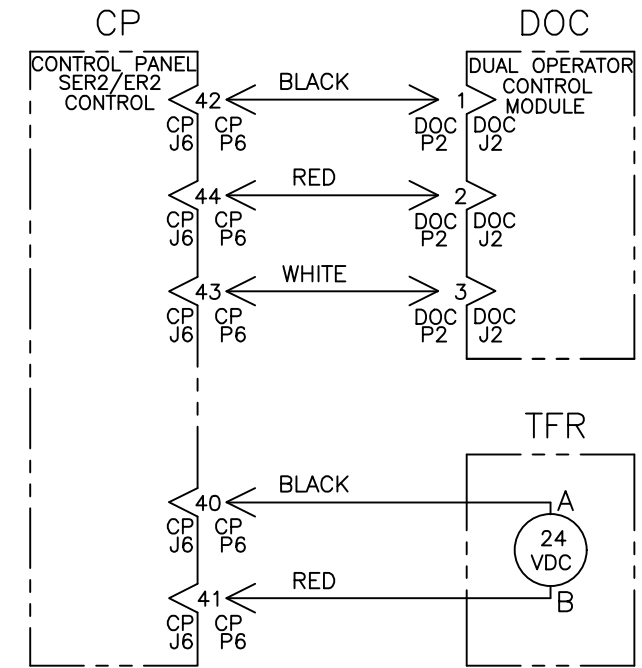 CP
DOC
CONTROL PANEL
SER2/ER2
CONTROL
DUAL OPERATOR
CONTROL
MODULE
42
BLACK
1
CP
J6
CP
P6
DOC
P2
DOC
J2
44
RED
2
CP
J6
CP
P6
DOC
P2
DOC
J2
43
WHITE
3
CP
J6
CP
P6
DOC
P2
DOC
J2
TFR
40
BLACK
A
CP
J6
CP
P6
24
VDC
41
RED
B
CP
J6
CP
P6